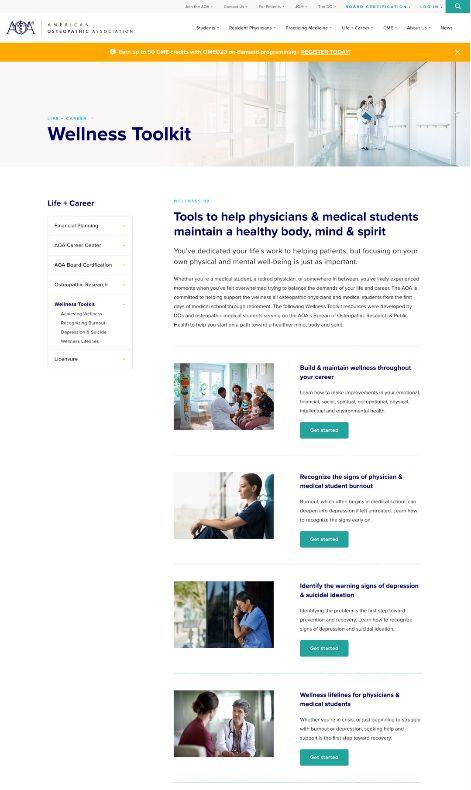 Join the AOA
Contact Us
For Patients
JOM
The DO
BOARD CERTIFICATION
LOG IN
AOA
AMERICAN
OSTEOPATHIC ASSOCIATION
Students
Resident Physicians
Practicing Medicine
Life + Career
CME
About Us
News
Earn up to 50 CME credits with OMED23 on-demand programming | REGISTER TODAY!
LIFE + CAREER
Wellness Toolkit
Life + Career
Financial Planning
AOA Career Center
AOA Board Certification
Osteopathic Research
Wellness Toolkit
Achieving Wellness
Recognizing Burnout
Depression & Suicide
Wellness Lifelines
Licensure
WELLNESS RX
Tools to help physicians & medical students
maintain a healthy body, mind & spirit
You've dedicated your life's work to helping patients, but focusing on your
own physical and mental well-being is just as important.
Whether you're a medical student, a retired physician, or somewhere in between, you've likely experienced
moments when you've felt overwhelmed trying to balance the demands of your life and career. The AOA is
committed to helping support the wellness all osteopathic physicians and medical students from the first
days of medical school through retirement. The following Wellness Toolkit resources were developed by
DOs and osteopathic medical students serving on the AOA's Bureau of Osteopathic Research & Public
Health to help you start on a path toward a healthier mind, body and spirit.
Build & maintain wellness throughout
your career
Learn how to make improvements in your emotional,
financial, social, spiritual, occupational, physical,
intellectual and environmental health.
Get started
Recognize the signs of physician &
medical student burnout
Burnout, which often begins in medical school, can
deepen into depression if left untreated. Learn how
to recognize the signs early on.
Get started
Identify the warning signs of depression
& suicidal ideation
Identifying the problem is the first step toward
prevention and recovery. Learn how to recognize
signs of depression and suicidal ideation.
Get started
Wellness lifelines for physicians &
medical students
Whether you're in crisis, or just beginning to struggle
with burnout or depression, seeking help and
support is the first step toward recovery.
Get started